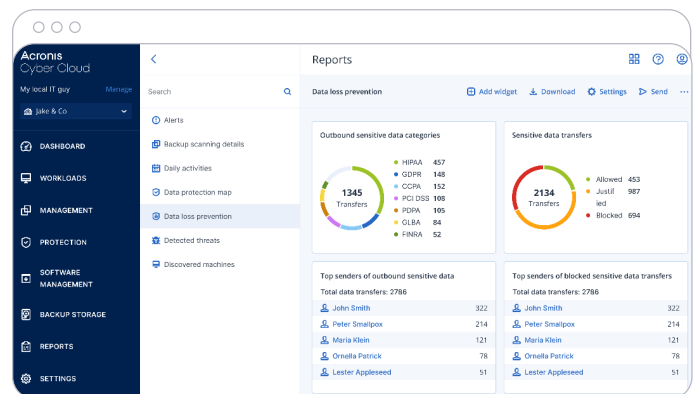 Acronis
Cyber Cloud
My local IT guy Manage
Jake & Co
DASHBOARD
WORKLOADS
MANAGEMENT
PROTECTION
SOFTWARE
MANAGEMENT
BACKUP STORAGE
REPORTS
SETTINGS
Search
Alerts
Backup scanning details
Daily activities
Data protection map
Data loss prevention
Detected threats
Discovered machines
Reports
Data loss prevention Add widget Download Settings Send
Outbound sensitive data categories
1345
Transfers
HIPAA 457
GDPR 148
CCPA 152
PCI DSS 108
PDPA 105
GLBA 84
FINRA 52
Sensitive data transfers
2134
Transfers
Allowed 453
Justif 987
ied
Blocked 694
Top senders of outbound sensitive data
Total data transfers: 2786
John Smith 322
Peter Smallpox 214
Maria Klein 121
Ornella Patrick 78
Lester Appleseed 51
Top senders of blocked sensitive data transfers
Total data transfers: 2786
John Smith 322
Peter Smallpox 214
Maria Klein 121
Ornella Patrick 78
Lester Appleseed 51